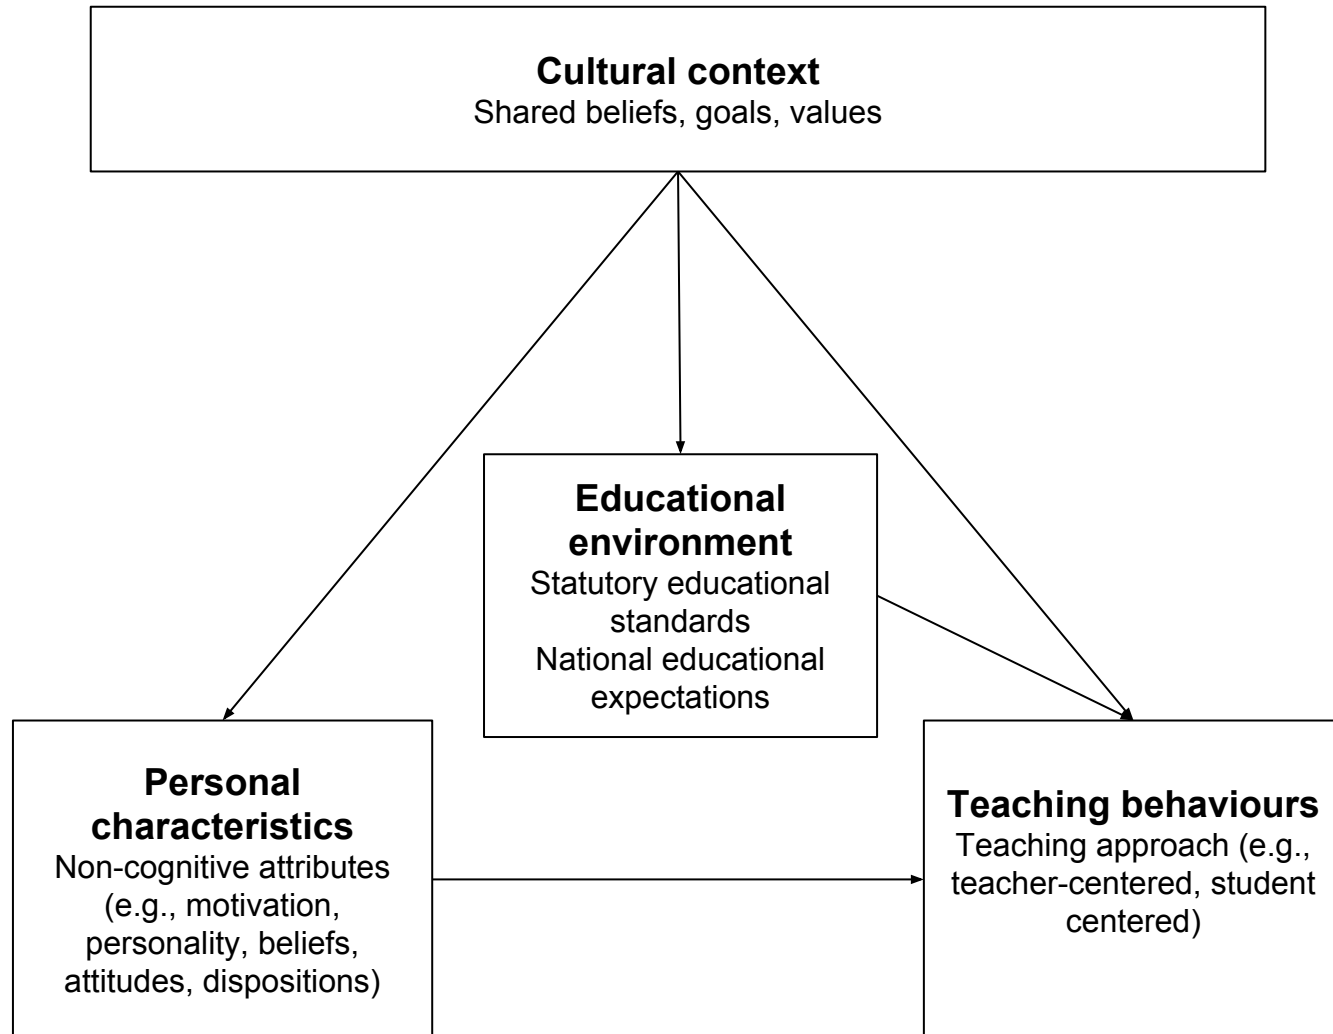 Cultural context
Shared beliefs, goals, values
Educational
environment
Statutory educational
standards
National educational
expectations
Personal
characteristics
Non-cognitive attributes
(e.g., motivation,
personality, beliefs,
attitudes, dispositions)
Teaching behaviours
Teaching approach (e.g.,
teacher-centered, student
centered)